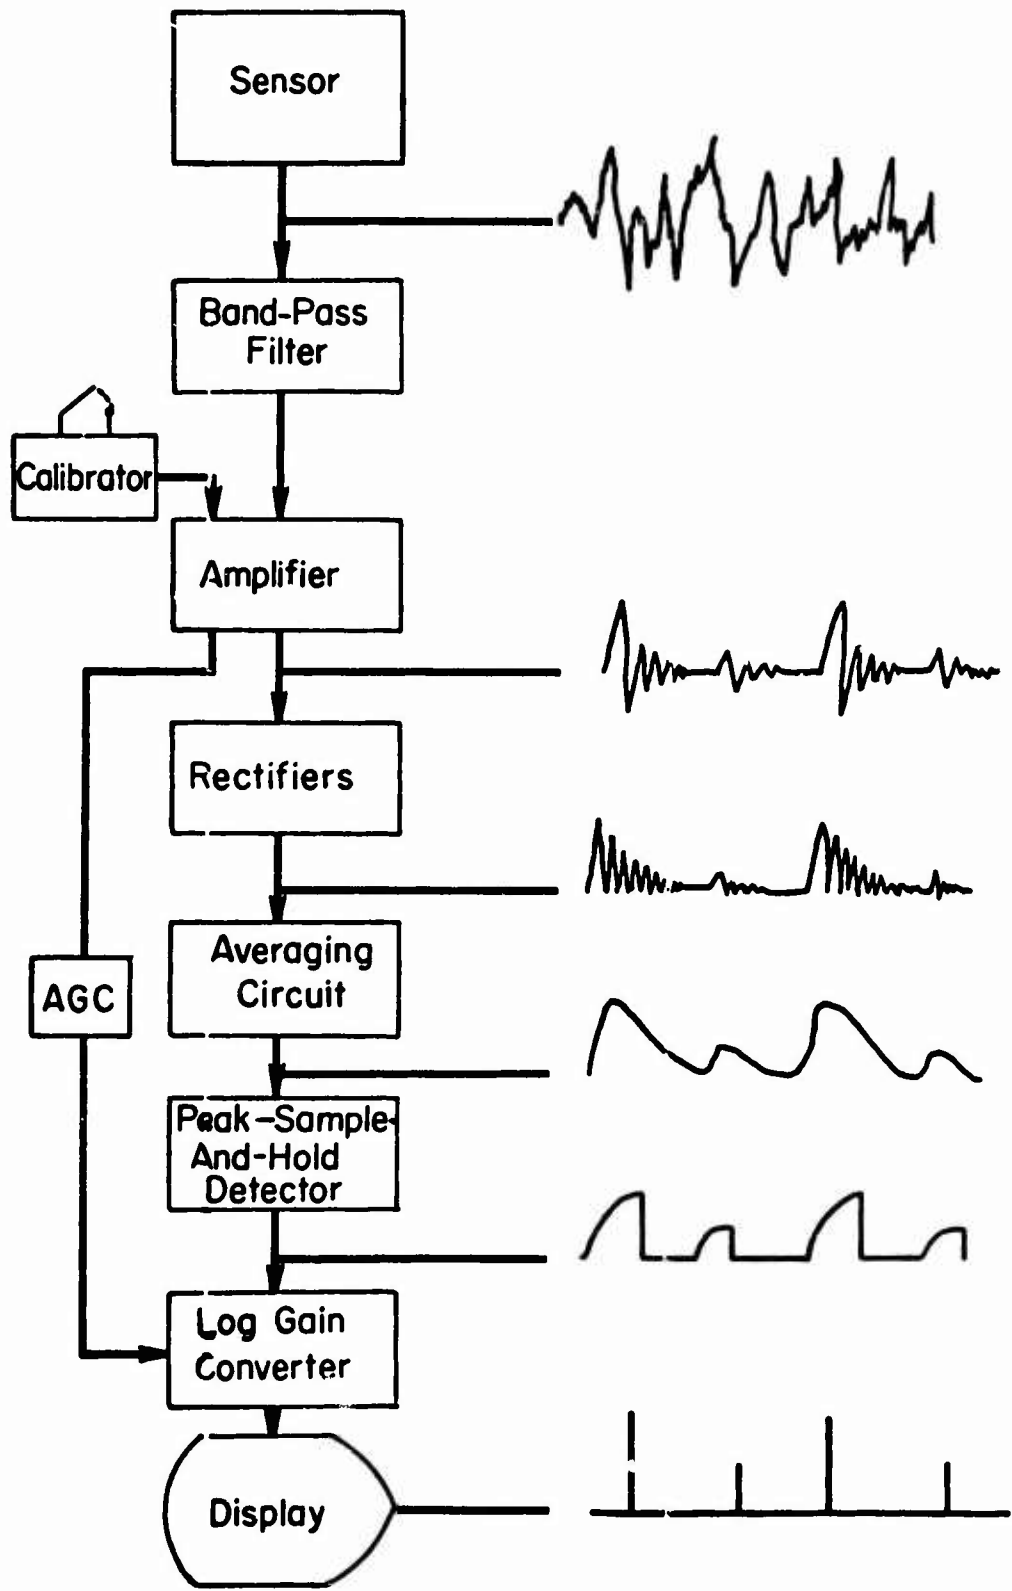 Sensor
Band-Pass
Filter
Calibrator
Amplifier
Rectifiers
Averaging
Circuit
AGC
Peak-Sample-
And-Hold
Detector
Log Gain
Converter
Display